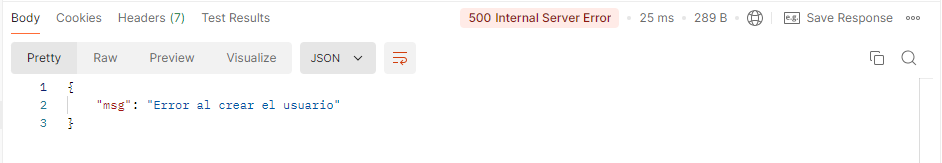 Body Cookies Headers (7) Test Results 500 Internal Server Error • 25 ms • 289 B e.g. Save Response
Pretty Raw Preview Visualize JSON
1 {
2 "msg": "Error al crear el usuario"
3 }